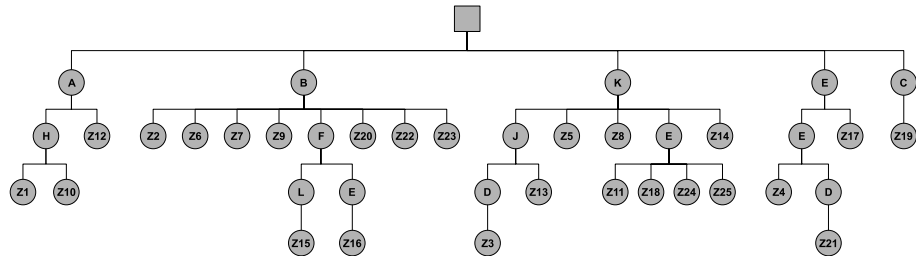 A B K E C
H Z12 Z2 Z6 Z7 Z9 F Z20 Z22 Z23 J Z5 Z8 E Z14 E Z17 Z19
Z1 Z10 L E D Z13 Z11 Z18 Z24 Z25 Z4 D
Z15 Z16 Z3 Z21